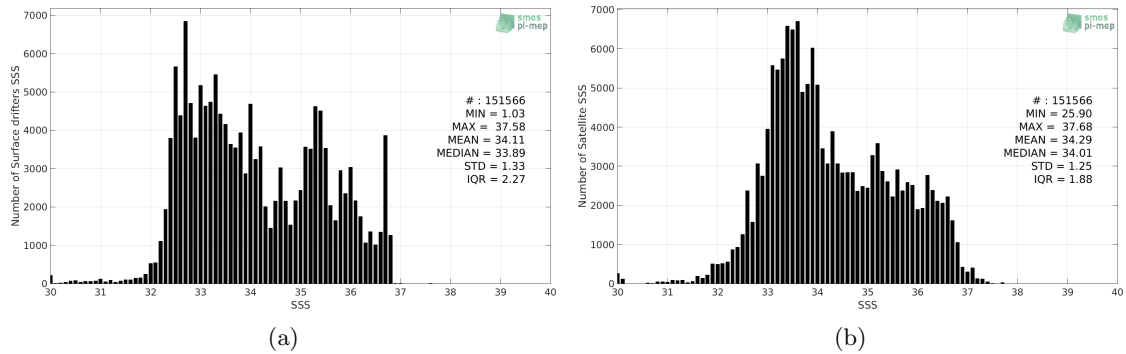 7000
6000
5000
4000
3000
2000
1000
0
Number of Surface drifters SSS
30 31 32 33 34 35 36 37 38 39 40
SSS
smos
pi-mep
# : 151566
MIN = 1.03
MAX = 37.58
MEAN = 34.11
MEDIAN = 33.89
STD = 1.33
IQR = 2.27
(a)
7000
6000
5000
4000
3000
2000
1000
0
Number of Satellite SSS
30 31 32 33 34 35 36 37 38 39 40
SSS
smos
pi-mep
# : 151566
MIN = 25.90
MAX = 37.68
MEAN = 34.29
MEDIAN = 34.01
STD = 1.25
IQR = 1.88
(b)